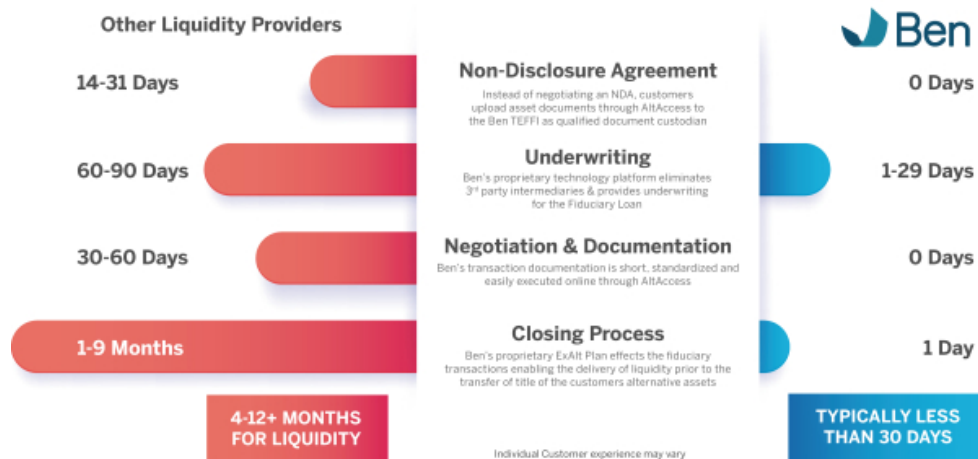 Other Liquidity Providers
Ben
14-31 Days
Non-Disclosure Agreement
Instead of negotiating an NDA, customers
upload asset documents through AltAccess to
the Ben TEFFI as qualified document custodian
0 Days
60-90 Days
Underwriting
Ben's proprietary technology platform eliminates
3rd party intermediaries & provides underwriting
for the Fiduciary Loan
1-29 Days
30-60 Days
Negotiation & Documentation
Ben's transaction documentation is short, standardized and
easily executed online through AltAccess
0 Days
1-9 Months
Closing Process
Ben's proprietary ExAlt Plan effects the fiduciary
transactions enabling the delivery of liquidity prior to the
transfer of title of the customers alternative assets
1 Day
4-12+ MONTHS
FOR LIQUIDITY
TYPICALLY LESS
THAN 30 DAYS
Individual Customer experience may vary